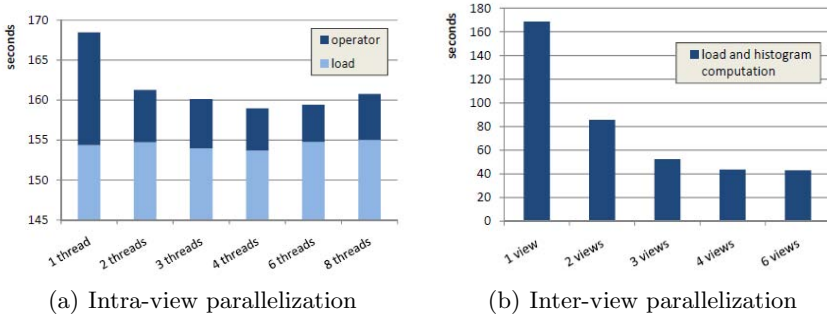 seconds
170
165
160
155
150
145
operator
load
1 thread
2 threads
3 threads
4 threads
6 threads
8 threads
(a) Intra-view parallelization
seconds
180
160
140
120
100
80
60
40
20
0
load and histogram
computation
1 view
2 views
3 views
4 views
6 views
(b) Inter-view parallelization